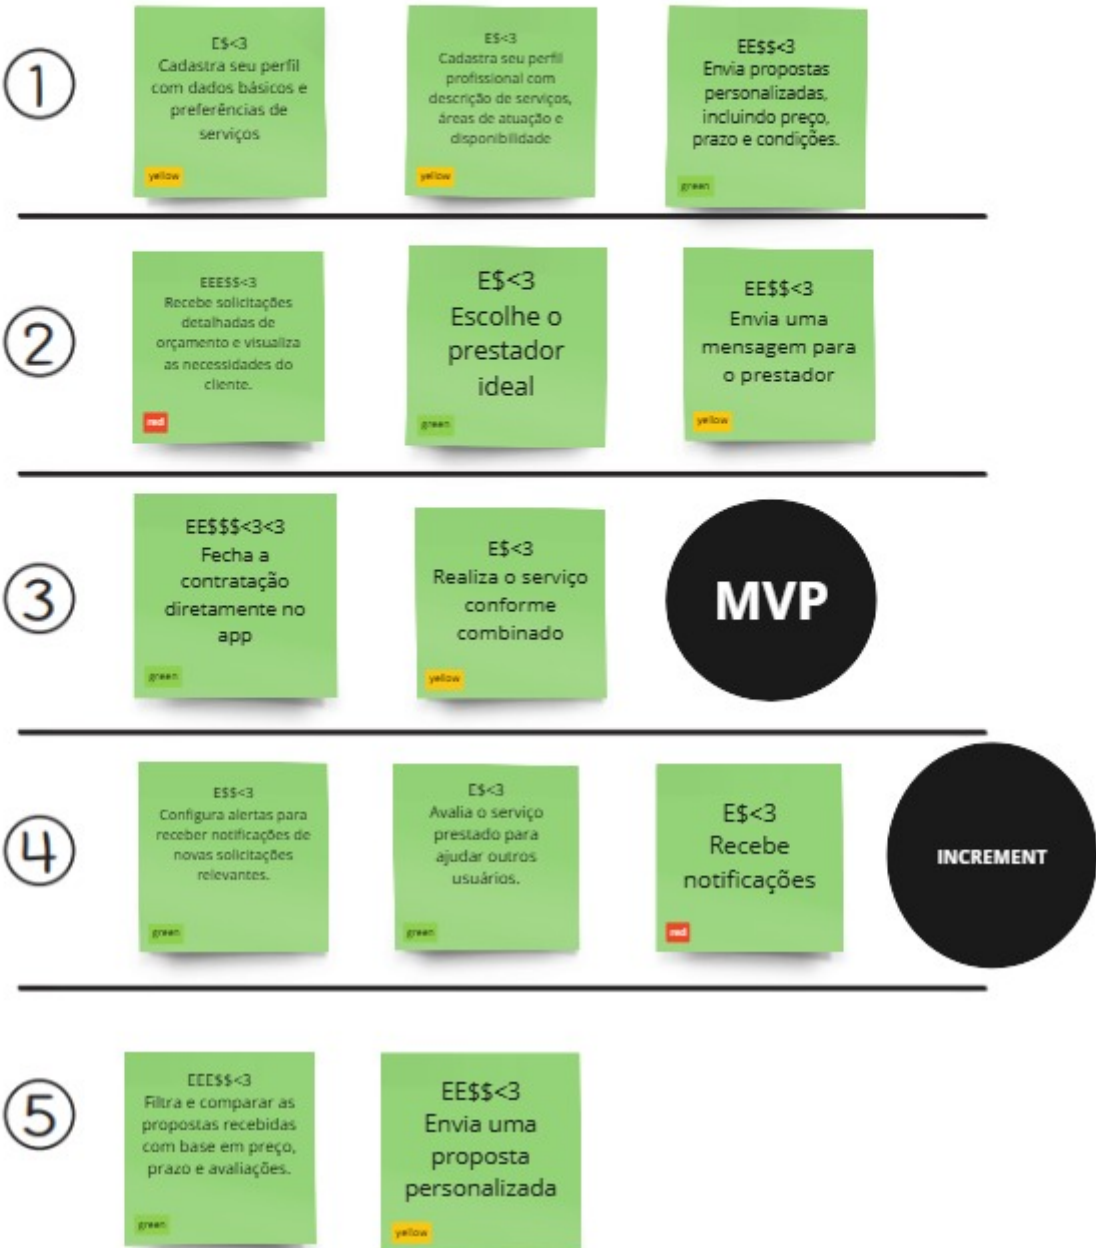 1
E$<3
Cadastra seu perfil
com dados básicos e
preferências de
serviços
yellow
E$<3
Cadastra seu perfil
profissional com
descrição de serviços,
áreas de atuação e
disponibilidade
yellow
EE$$<3
Envia propostas
personalizadas,
incluindo preço,
prazo e condições.
green
2
EEE$$<3
Recebe solicitações
detalhadas de
orçamento e visualiza
as necessidades do
cliente.
red
E$<3
Escolhe o
prestador
ideal
green
EE$$<3
Envia uma
mensagem para
o prestador
yellow
3
EE$$$<3<3
Fecha a
contratação
diretamente no
app
green
E$<3
Realiza o serviço
conforme
combinado
yellow
MVP
4
E$$<3
Configura alertas para
receber notificações de
novas solicitações
relevantes.
green
E$<3
Avalia o serviço
prestado para
ajudar outros
usuários.
green
E$<3
Recebe
notificações
red
INCREMENT
5
EEE$$<3
Filtra e comparar as
propostas recebidas
com base em preço,
prazo e avaliações.
green
EE$$<3
Envia uma
proposta
personalizada
yellow